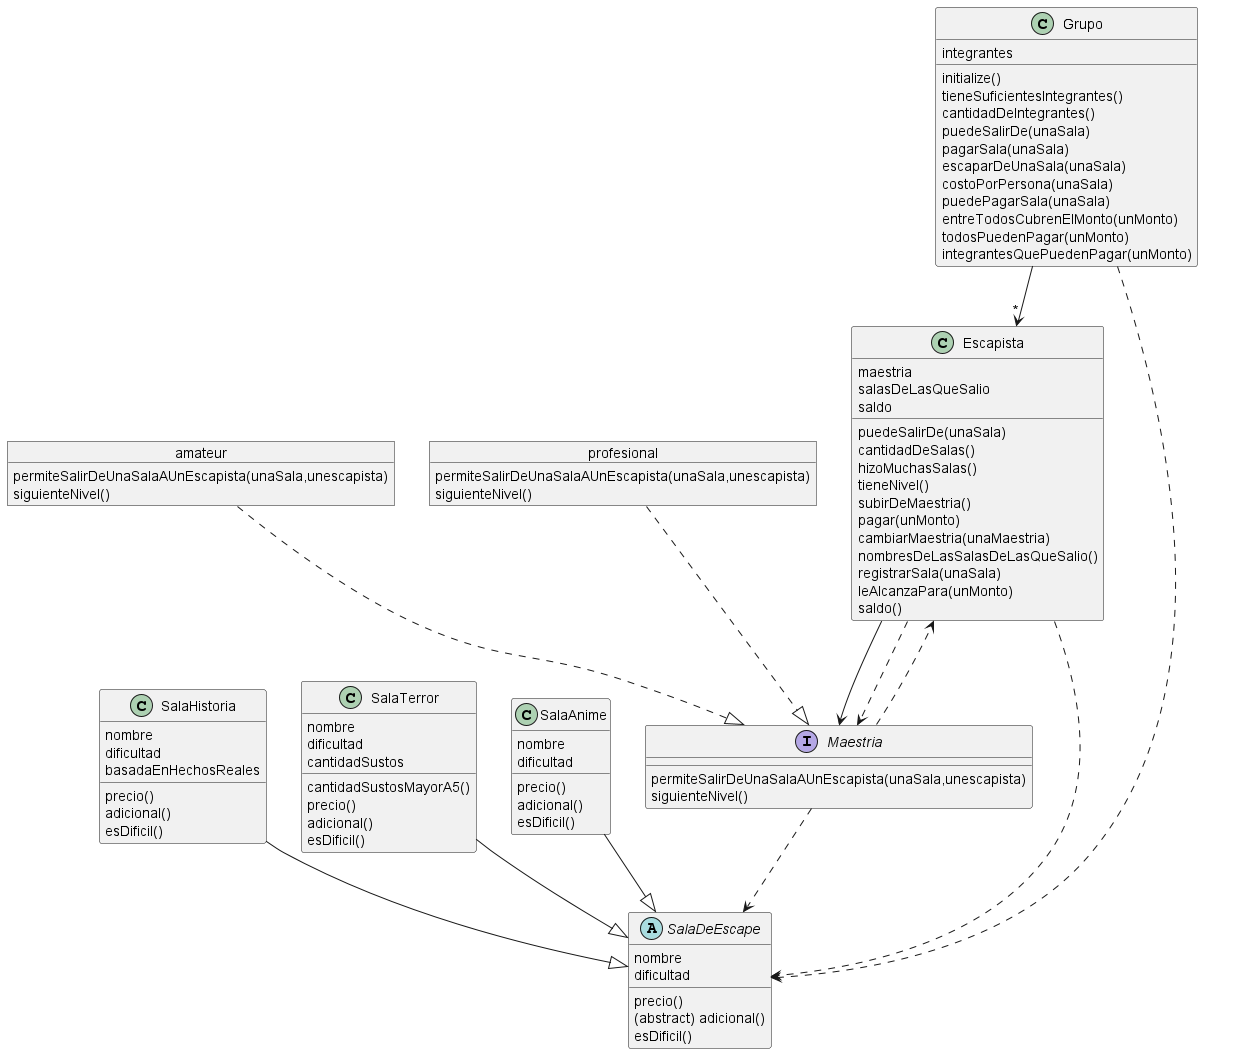 C Grupo
integrantes
initialize()
tieneSuficientesIntegrantes()
cantidadDeIntegrantes()
puedeSalirDe(unaSala)
pagarSala(unaSala)
escaparDeUnaSala(unaSala)
costoPorPersona(unaSala)
puedePagarSala(unaSala)
entreTodosCubrenElMonto(unMonto)
todosPuedenPagar(unMonto)
integrantesQuePuedenPagar(unMonto)
*
C Escapista
maestria
salasDeLasQueSalio
saldo
puedeSalirDe(unaSala)
cantidadDeSalas()
hizoMuchasSalas()
tieneNivel()
subirDeMaestria()
pagar(unMonto)
cambiarMaestria(unaMaestria)
nombresDeLasSalasDeLasQueSalio()
registrarSala(unaSala)
leAlcanzaPara(unMonto)
saldo()
amateur
permiteSalirDeUnaSalaAUnEscapista(unaSala,unescapista)
siguienteNivel()
profesional
permiteSalirDeUnaSalaAUnEscapista(unaSala,unescapista)
siguienteNivel()
C SalaHistoria
nombre
dificultad
basadaEnHechosReales
precio()
adicional()
esDificil()
C SalaTerror
nombre
dificultad
cantidadSustos
cantidadSustosMayorA5()
precio()
adicional()
esDificil()
C SalaAnime
nombre
dificultad
precio()
adicional()
esDificil()
I Maestria
permiteSalirDeUnaSalaAUnEscapista(unaSala,unescapista)
siguienteNivel()
A SalaDeEscape
nombre
dificultad
precio()
(abstract) adicional()
esDificil()